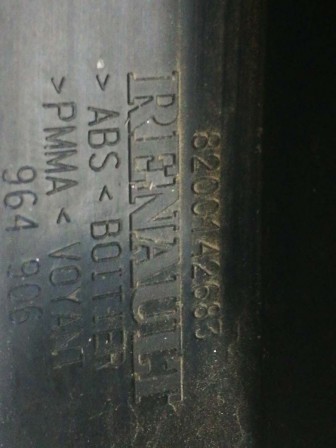 8200142683
RENAULT
> ABS < BOITIER
> PMMA < VOYANT
964 906